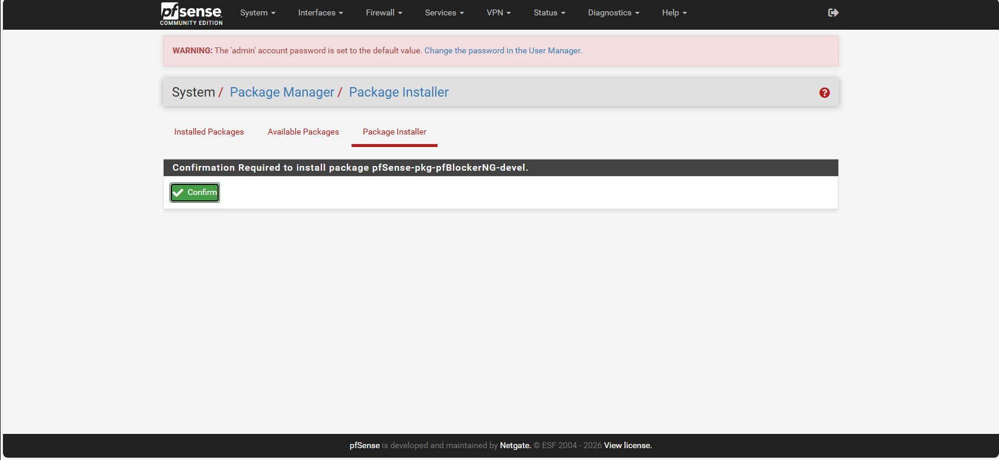 pfsense System Interfaces Firewall Services VPN Status Diagnostics Help
COMMUNITY EDITION
WARNING: The 'admin' account password is set to the default value. Change the password in the User Manager.
System / Package Manager / Package Installer
Installed Packages Available Packages Package Installer
Confirmation Required to install package pfSense-pkg-pfBlockerNG-devel.
Confirm
pfSense is developed and maintained by Netgate. © ESF 2004 - 2026 View license.